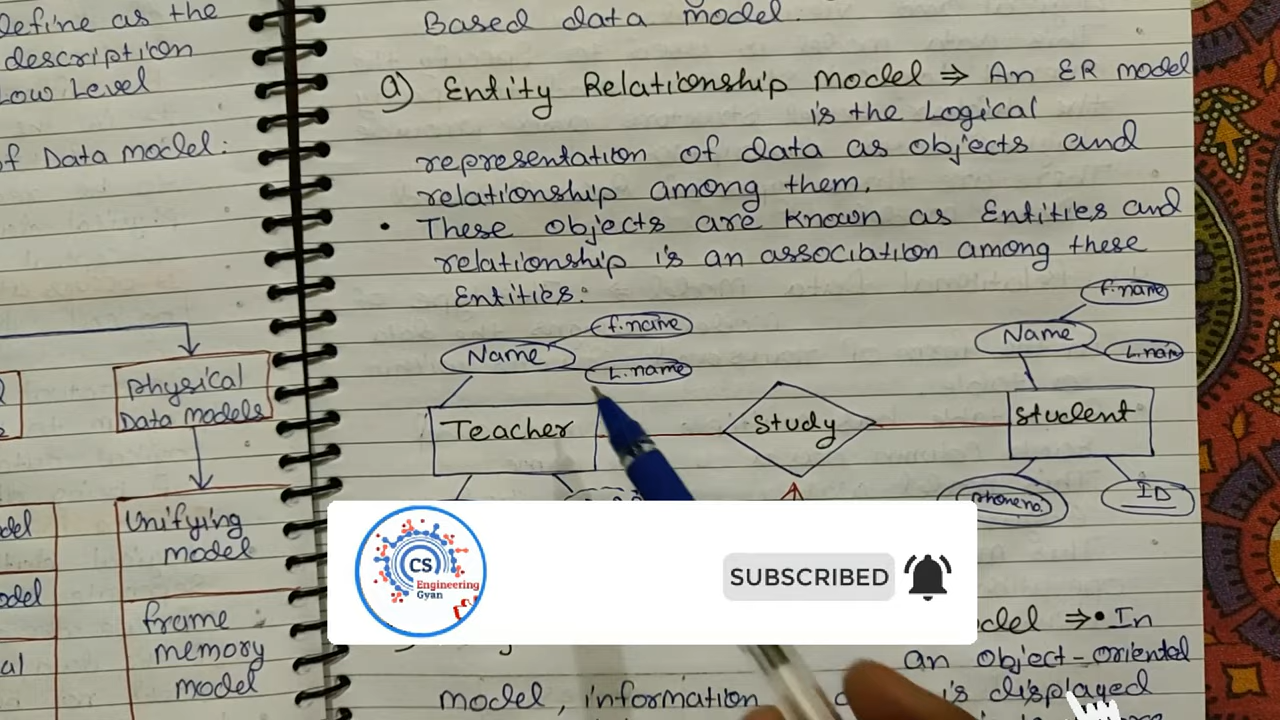 define as the
description
Low Level
of Data model:
Physical
Data models
Unifying
model
frame
memory
model
Based data model.
a) Entity Relationship Model ⇒ An ER model
is the Logical
representation of data as objects and
relationship among them.
• These objects are known as Entities and
relationship is an association among these
Entities:
f.name
Name
L.name
Teacher
Study
f.name
Name
L.nam
Student
Phone no.
ID
CS
Engineering
Gyan
SUBSCRIBED
⇒ • In
an object-oriented
model, information
is displayed